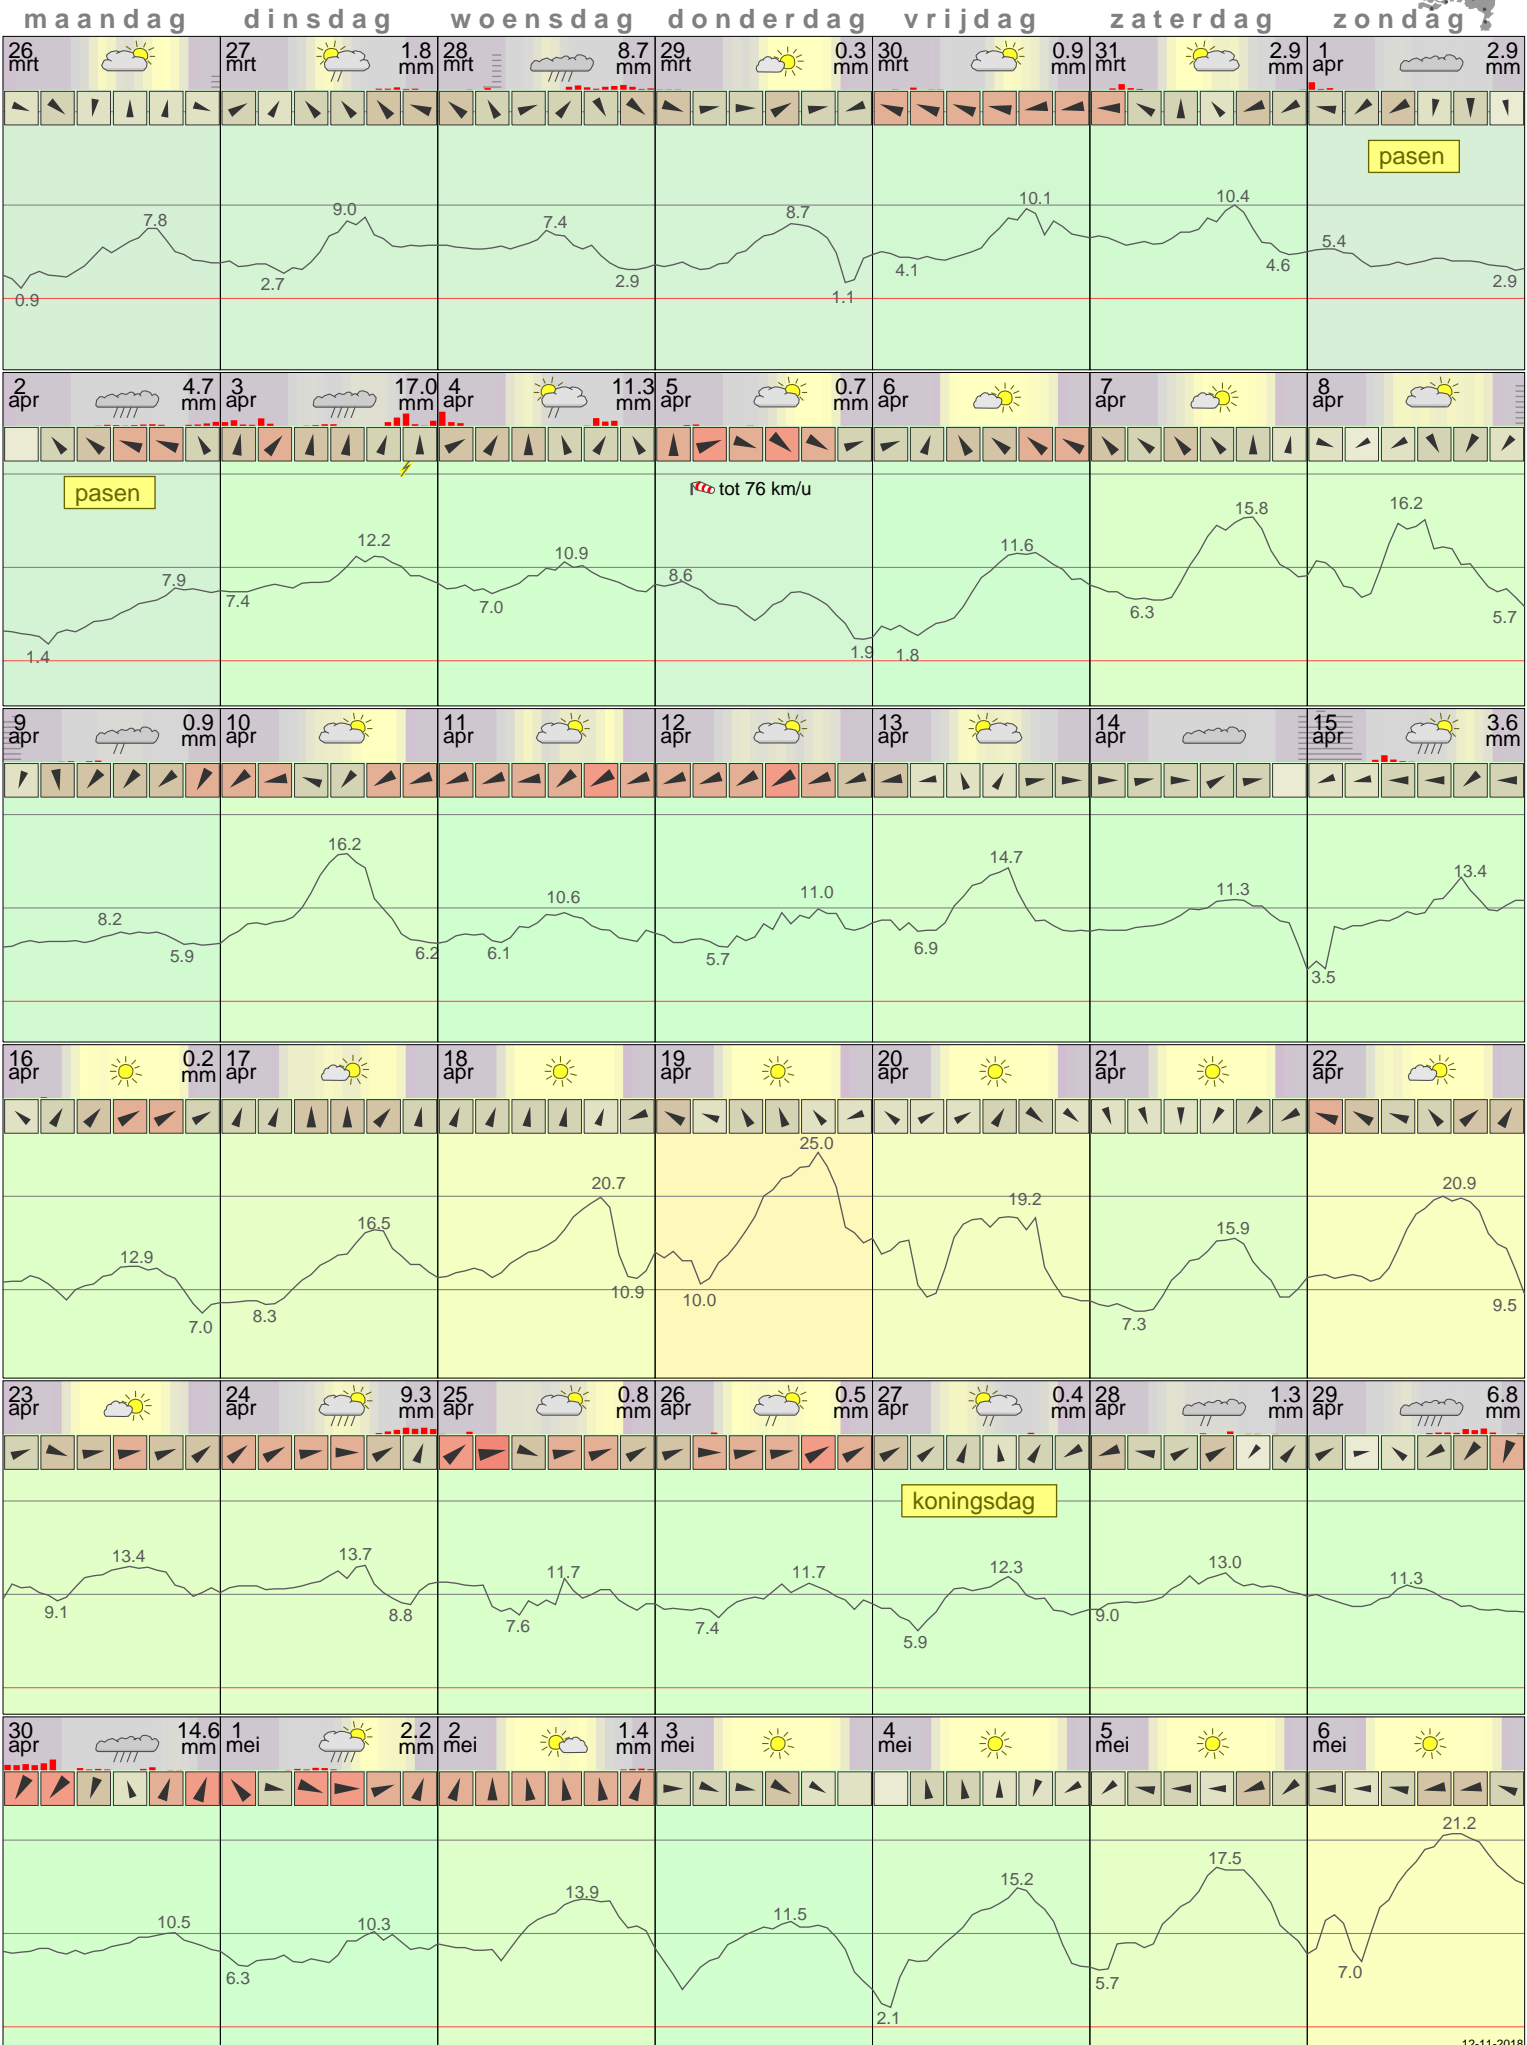 maandag dinsdag woensdag donderdag vrijdag zaterdag zondag
26 27 1.8 28 8.7 29 0.3 30 0.9 31 2.9 1 2.9
mrt mrt mm mrt mm mrt mm mrt mm mrt mm apr mm
pasen
7.8 9.0 7.4 8.7 10.1 10.4 5.4
0.9 2.7 2.9 1.1 4.1 4.6 2.9
2 4.7 3 17.0 4 11.3 5 0.7 6 7 8
apr mm apr mm apr mm apr mm apr apr apr
pasen tot 76 km/u
7.9 12.2 10.9 8.6 11.6 15.8 16.2
1.4 7.4 7.0 1.9 1.8 6.3 5.7
9 0.9 10 11 12 13 14 15 3.6
apr mm apr apr apr apr apr apr mm
8.2 16.2 10.6 11.0 14.7 11.3 13.4
5.9 6.2 6.1 5.7 6.9 3.5
16 0.2 17 18 19 20 21 22
apr mm apr apr apr apr apr apr
12.9 16.5 20.7 25.0 19.2 15.9 20.9
7.0 8.3 10.9 10.0 7.3 9.5
23 24 9.3 25 0.8 26 0.5 27 0.4 28 1.3 29 6.8
apr apr mm apr mm apr mm apr mm apr mm apr mm
koningsdag
13.4 13.7 11.7 11.7 12.3 13.0 11.3
9.1 8.8 7.6 7.4 5.9 9.0
30 14.6 1 2.2 2 1.4 3 4 5 6
apr mm mei mm mei mm mei mei mei mei
10.5 10.3 13.9 11.5 15.2 17.5 21.2
6.3 2.1 5.7 7.0
12-11-2018